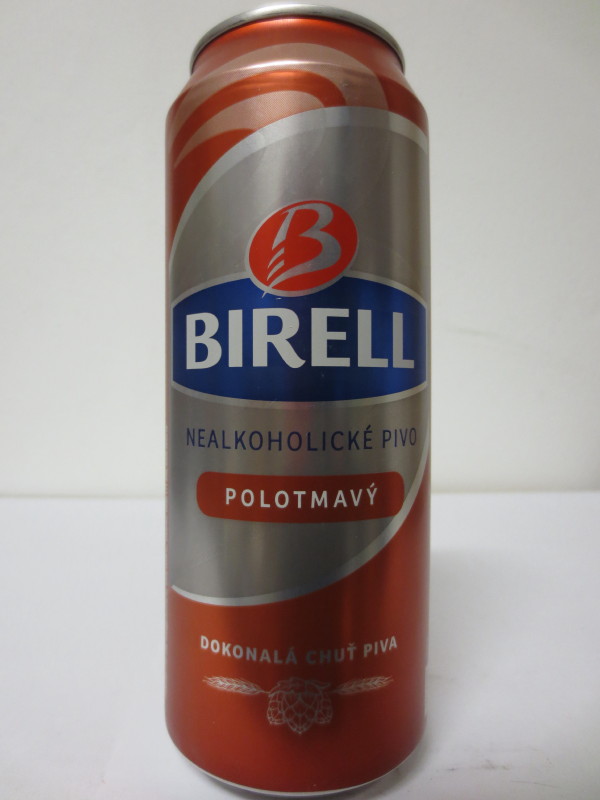 B
BIRELL
NEALKOHOLICKÉ PIVO
POLOTMAVÝ
DOKONALÁ CHUŤ PIVA